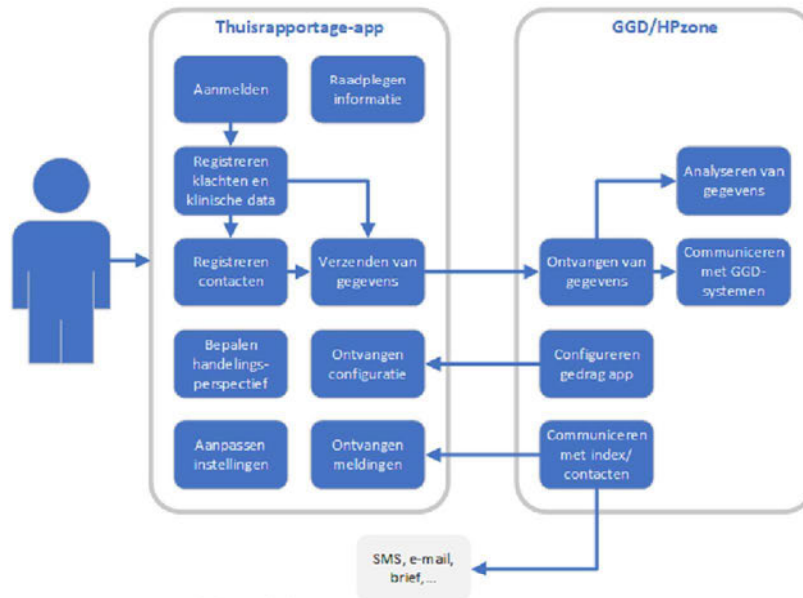 Thuisrapportage-app
GGD/HPzone
Aanmelden
Raadplegen
informatie
Registreren
klachten en
klinische data
Analyseren van
gegevens
Registreren
contacten
Verzenden van
gegevens
Ontvangen van
gegevens
Communiceren
met GGD-
systemen
Bepalen
handelings-
perspectief
Ontvangen
configuratie
Configureren
gedrag app
Aanpassen
instellingen
Ontvangen
meldingen
Communiceren
met index/
contacten
SMS, e-mail,
brief,...